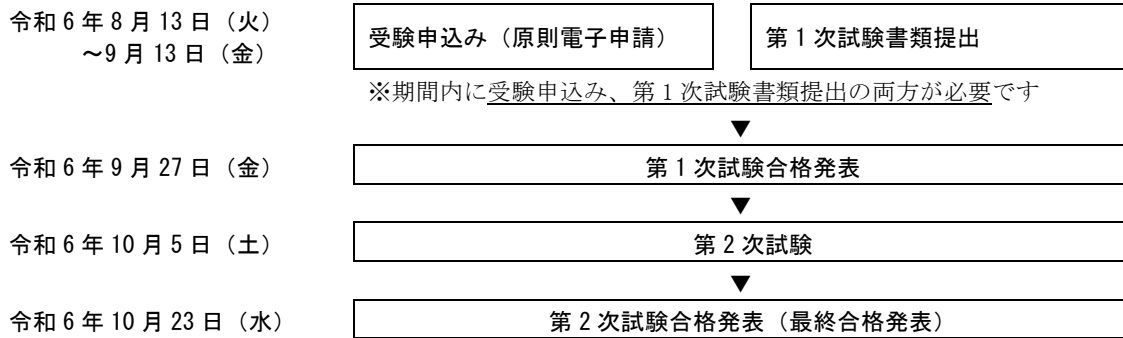 令和6年8月13日（火）
～9月13日（金）
受験申込み（原則電子申請）
第1次試験書類提出
※期間内に受験申込み、第1次試験書類提出の両方が必要です
▼
令和6年9月27日（金）
第1次試験合格発表
▼
令和6年10月5日（土）
第2次試験
▼
令和6年10月23日（水）
第2次試験合格発表（最終合格発表）